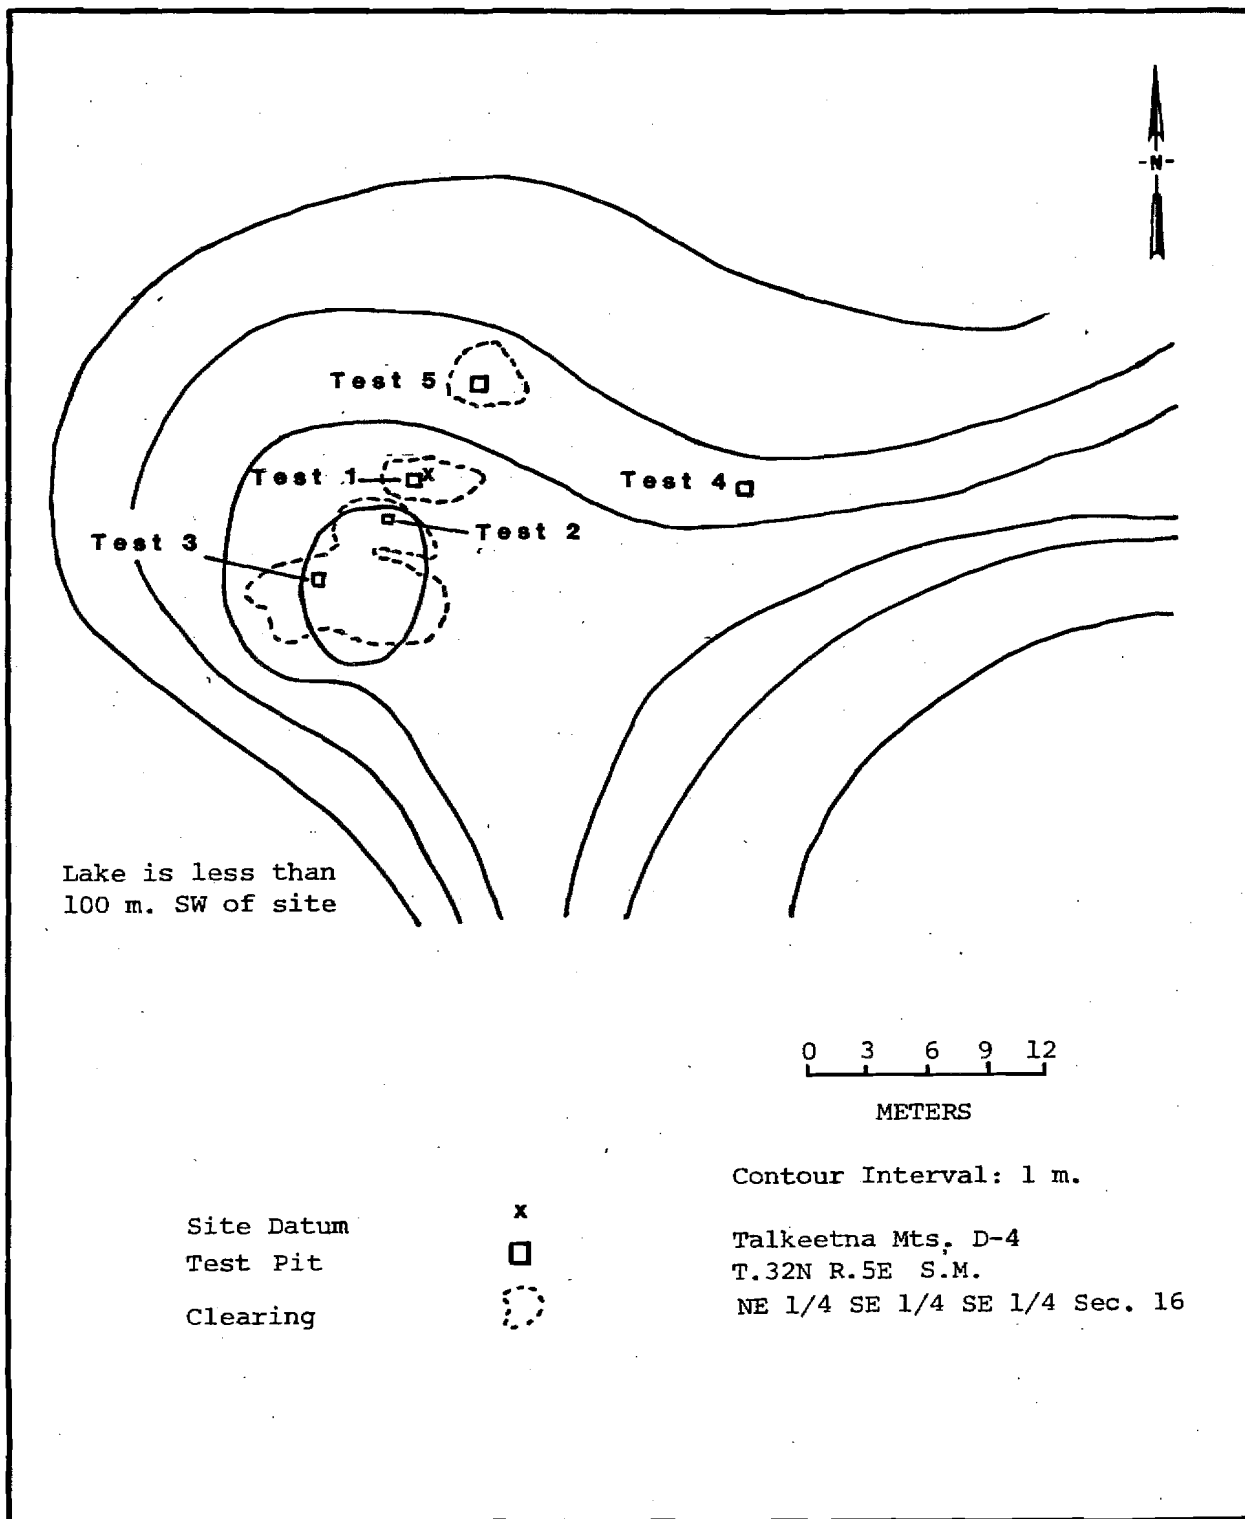 -N-
Test 5
Test 1
x
Test 4
Test 2
Test 3
Lake is less than
100 m. SW of site
0 3 6 9 12
METERS
Contour Interval: 1 m.
Site Datum x
Test Pit
Clearing
Talkeetna Mts. D-4
T.32N R.5E S.M.
NE 1/4 SE 1/4 SE 1/4 Sec. 16